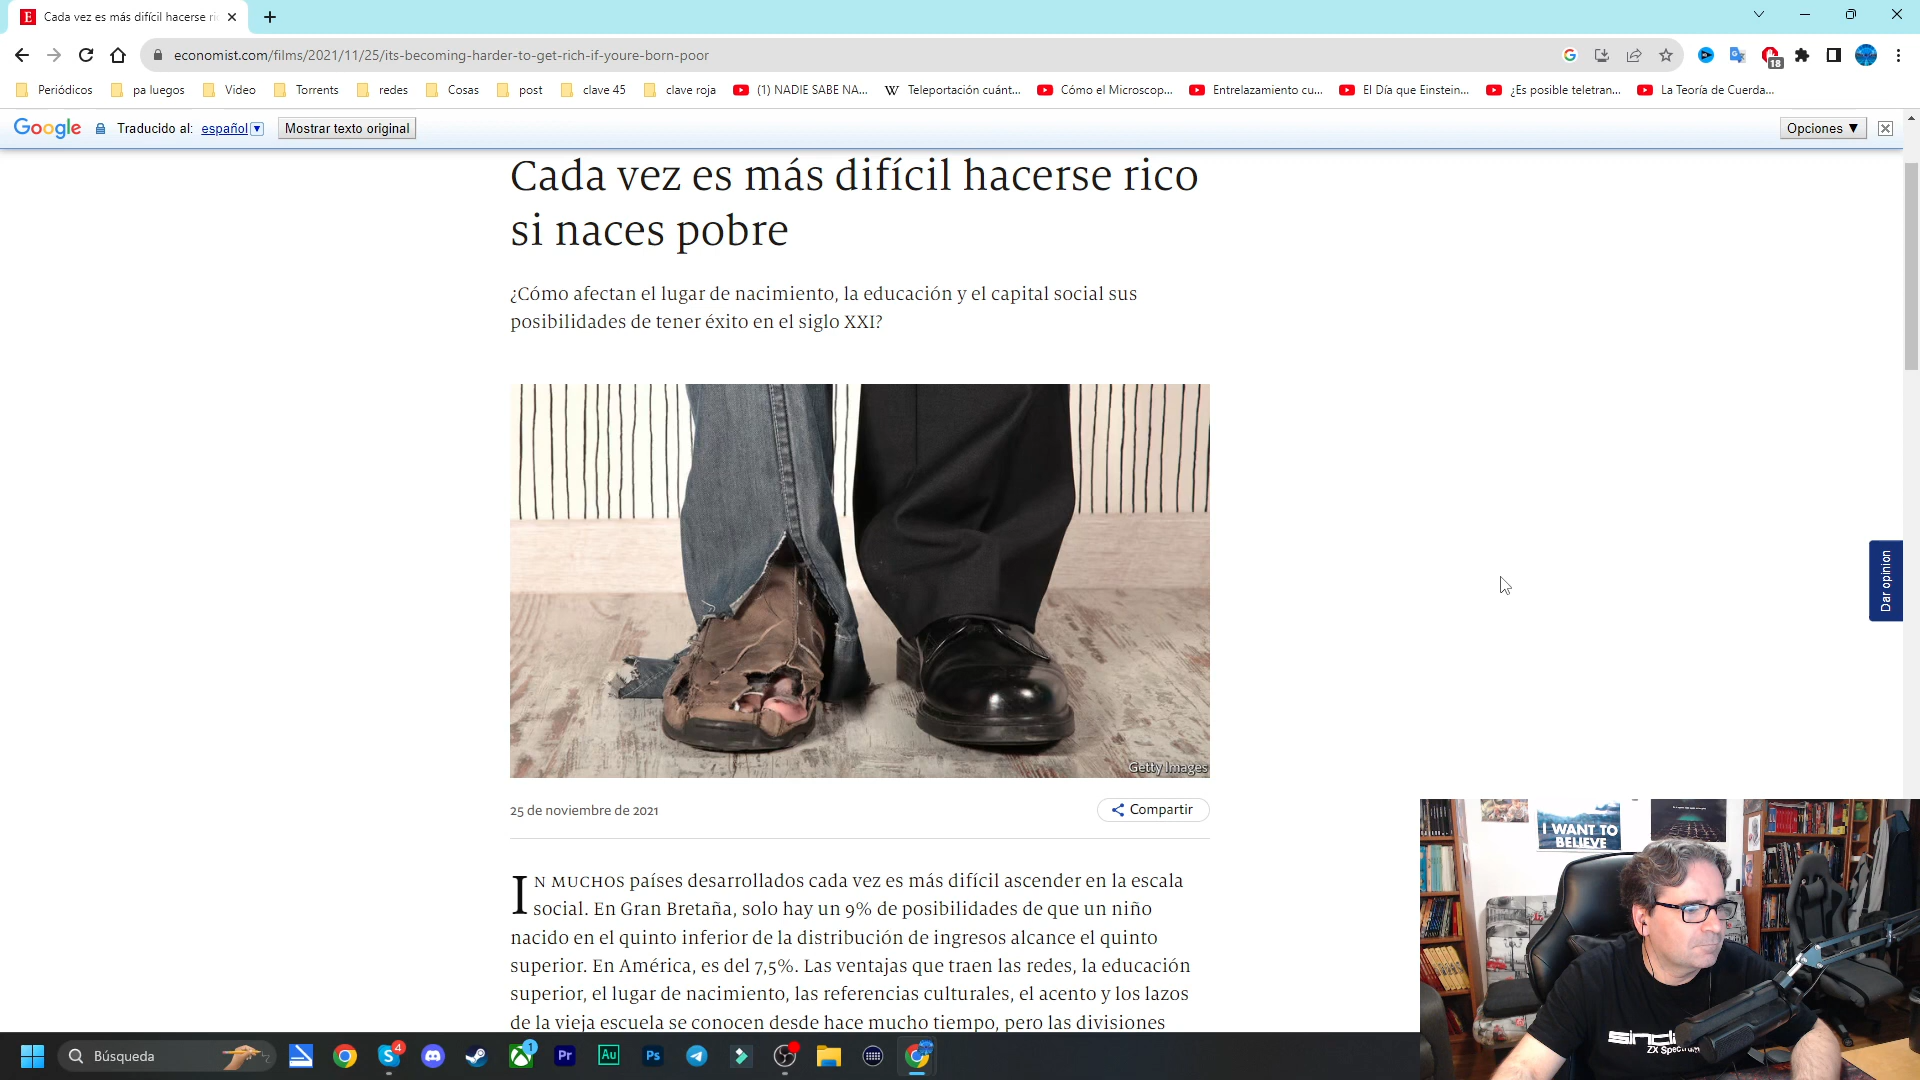 Cada vez es más difícil hacerse ri
economist.com/films/2021/11/25/its-becoming-harder-to-get-rich-if-youre-born-poor
18
Periódicos
pa luegos
Video
Torrents
redes
Cosas
post
clave 45
clave roja
(1) NADIE SABE NA...
Teleportación cuánt...
Cómo el Microscop...
Entrelazamiento cu...
El Día que Einstein...
¿Es posible teletran...
La Teoría de Cuerda...
Google
Traducido al:
español
Mostrar texto original
Opciones ▼
Cada vez es más difícil hacerse rico
si naces pobre
¿Cómo afectan el lugar de nacimiento, la educación y el capital social sus
posibilidades de tener éxito en el siglo XXI?
Getty Images
Dar opinion
25 de noviembre de 2021
Compartir
IN MUCHOS países desarrollados cada vez es más difícil ascender en la escala
social. En Gran Bretaña, solo hay un 9% de posibilidades de que un niño
nacido en el quinto inferior de la distribución de ingresos alcance el quinto
superior. En América, es del 7,5%. Las ventajas que traen las redes, la educación
superior, el lugar de nacimiento, las referencias culturales, el acento y los lazos
de la vieja escuela se conocen desde hace mucho tiempo, pero las divisiones
I WANT TO
BELIEVE
ZX Spectrum
Búsqueda
4
1
Pr
Au
Ps